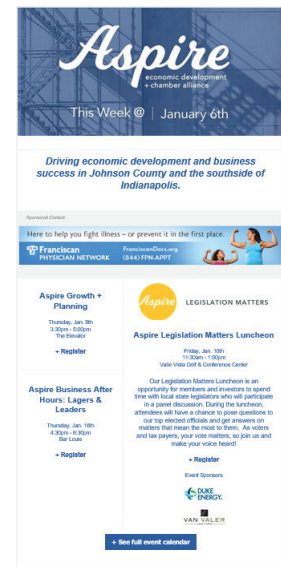 Aspire
economic development
+ chamber alliance
This Week @ | January 6th
Driving economic development and business
success in Johnson County and the southside of
Indianapolis.
Sponsored Content
Here to help you fight illness – or prevent it in the first place.
Franciscan
PHYSICIAN NETWORK
FranciscanDocs.org
(844) FPN-APPT
Aspire Growth +
Planning
Thursday, Jan. 9th
3:30pm - 5:00pm
The Elevator
+ Register
Aspire Business After
Hours: Lagers &
Leaders
Thursday, Jan. 16th
4:30pm - 6:30pm
Bar Louie
+ Register
Aspire
LEGISLATION MATTERS
Aspire Legislation Matters Luncheon
Friday, Jan. 10th
11:30am - 1:00pm
Valle Vista Golf & Conference Center
Our Legislation Matters Luncheon is an
opportunity for members and investors to spend
time with local state legislators who will participate
in a panel discussion. During the luncheon,
attendees will have a chance to pose questions to
our top elected officials and get answers on
matters that mean the most to them. As voters
and tax payers, your vote matters, so join us and
make your voice heard!
+ Register
Event Sponsors
DUKE
ENERGY.
VAN VALER
LAW FIRM
+ See full event calendar